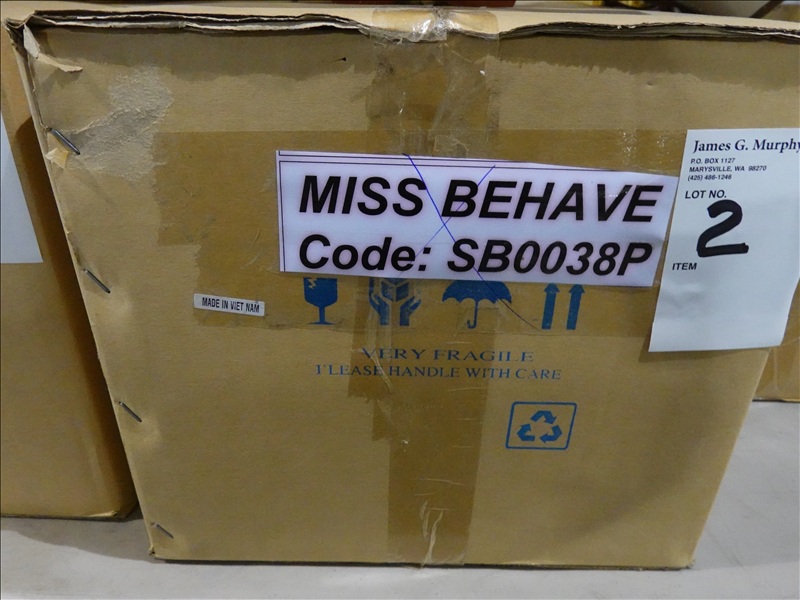 MISS BEHAVE
Code: SB0038P
James G. Murphy
P.O. BOX 1127
MARYSVILLE, WA 98270
(425) 486-1246
LOT NO.
2
ITEM
MADE IN VIET NAM
VERY FRAGILE
PLEASE HANDLE WITH CARE